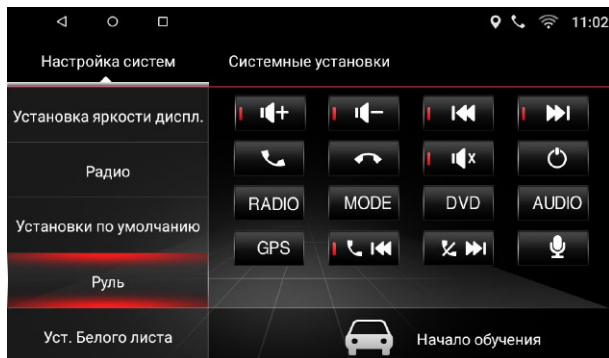 11:02
Настройка систем
Системные установки
Установка яркости диспл.
Радио
Установки по умолчанию
Руль
Уст. Белого листа
RADIO
MODE
DVD
AUDIO
GPS
Начало обучения